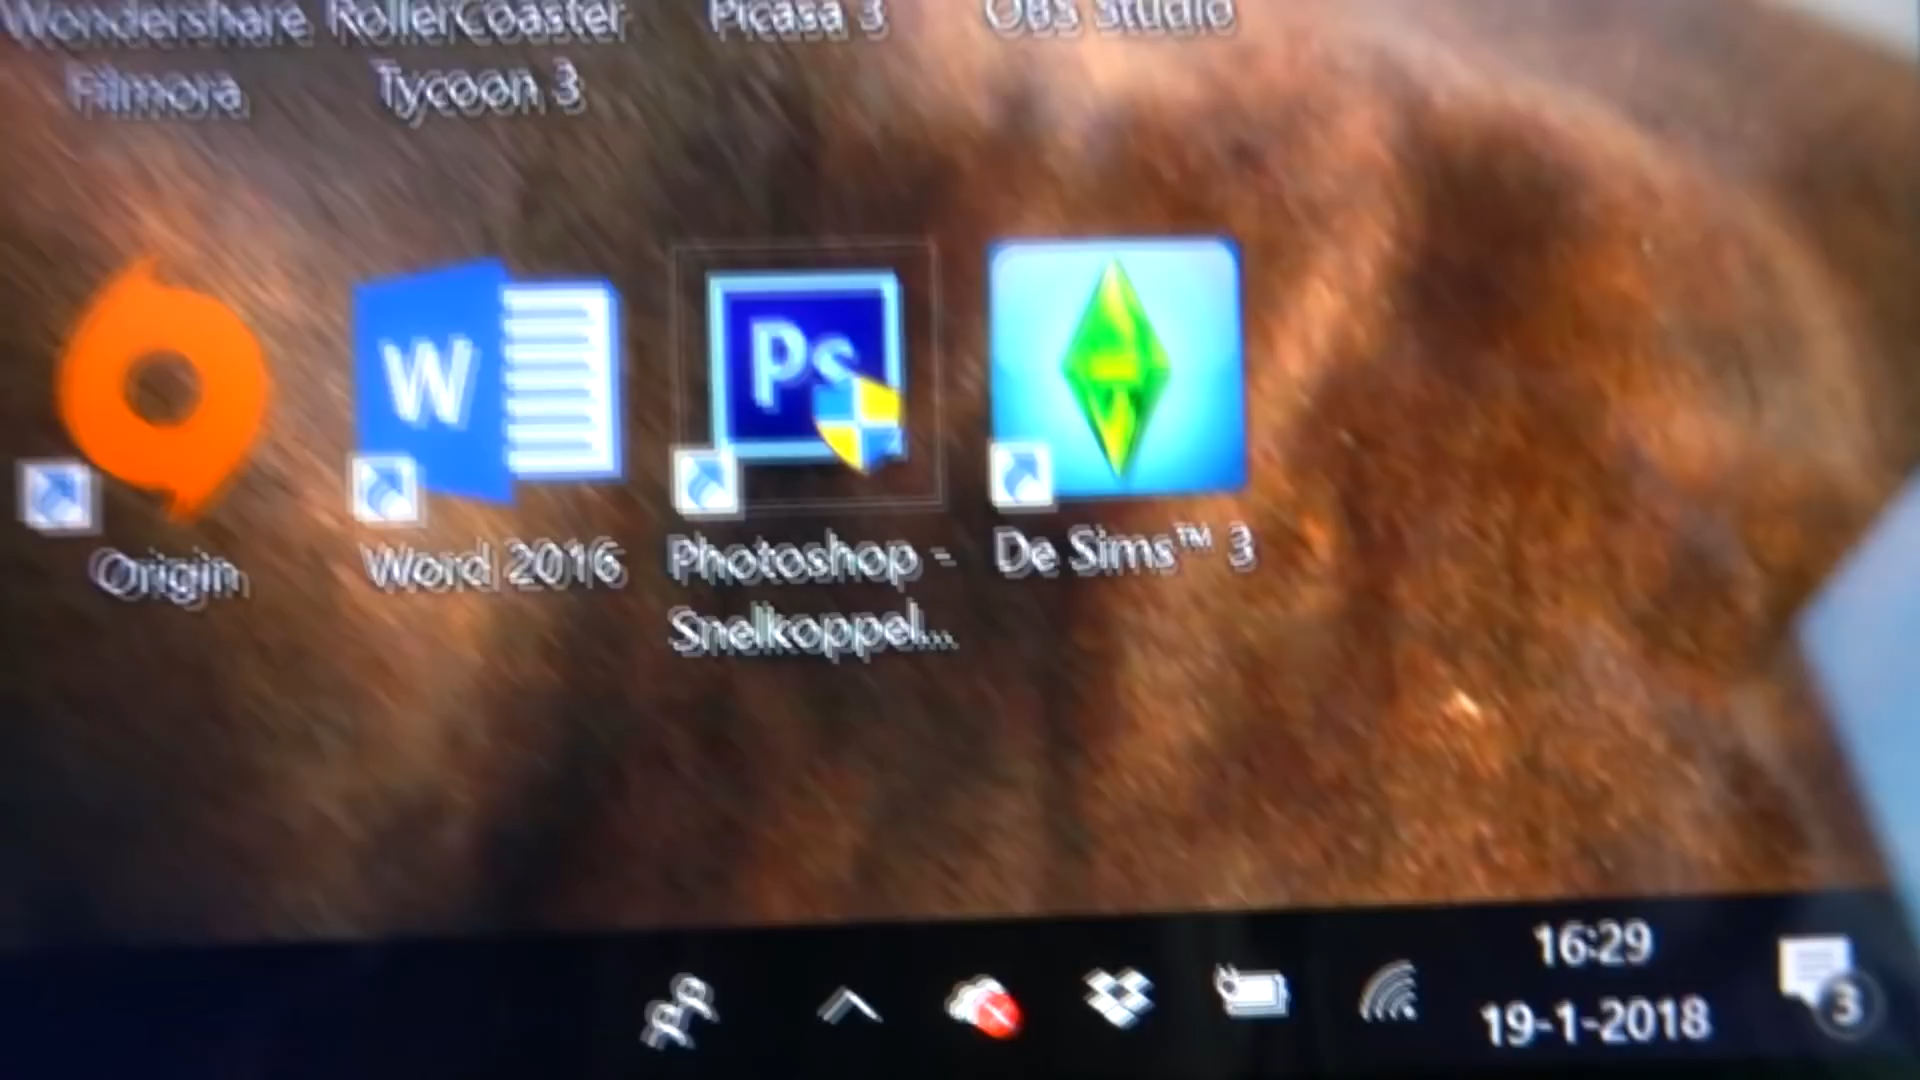 Wondershare
Filmora
RollerCoaster
Tycoon 3
Picasa 3
OBS Studio
W
Ps
Origin
Word 2016
Photoshop -
Snelkoppel...
De Sims™ 3
16:29
19-1-2018
3